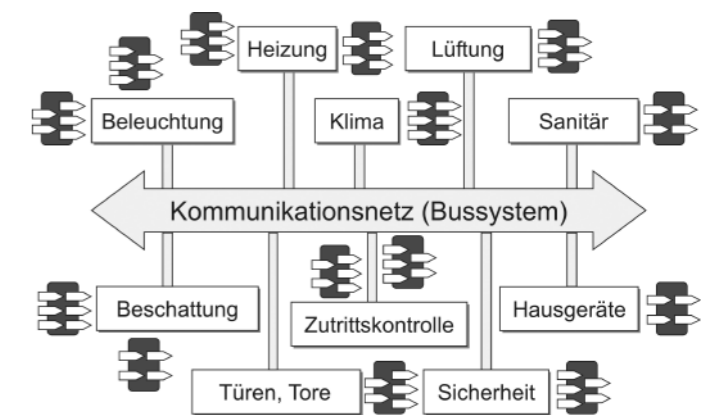 Heizung
Lüftung
Beleuchtung
Klima
Sanitär
Kommunikationsnetz (Bussystem)
Beschattung
Zutrittskontrolle
Hausgeräte
Türen, Tore
Sicherheit